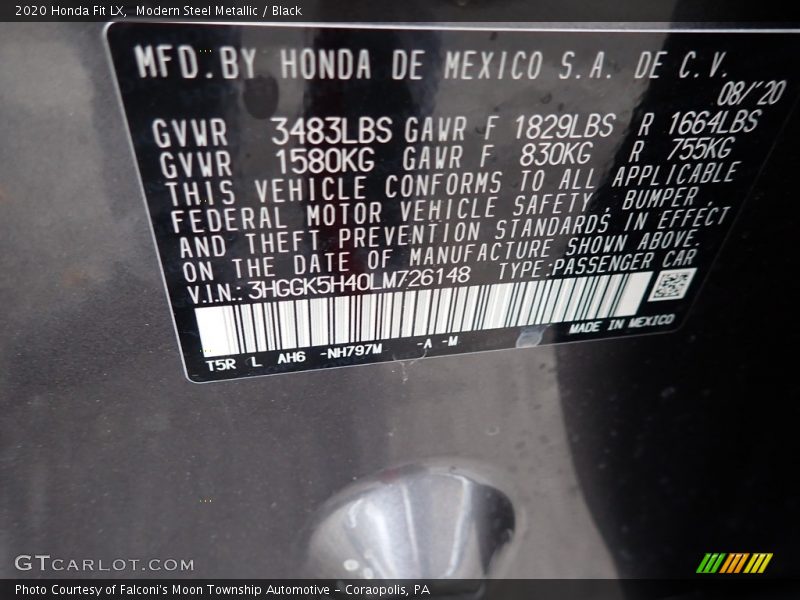 2020 Honda Fit LX,  Modern Steel Metallic / Black
MFD.BY HONDA DE MEXICO S.A. DE C.V.
08/'20
GVWR 3483LBS GAWR F 1829LBS R 1664LBS
GVWR 1580KG GAWR F 830KG R 755KG
THIS VEHICLE CONFORMS TO ALL APPLICABLE
FEDERAL MOTOR VEHICLE SAFETY, BUMPER,
AND THEFT PREVENTION STANDARDS IN EFFECT
ON THE DATE OF MANUFACTURE SHOWN ABOVE.
V.I.N.: 3HGGK5H40LM726148 TYPE:PASSENGER CAR
MADE IN MEXICO
T5R L AH6 -NH797M -A -M
GTCARLOT.COM
Photo Courtesy of Falconi's Moon Township Automotive – Coraopolis, PA